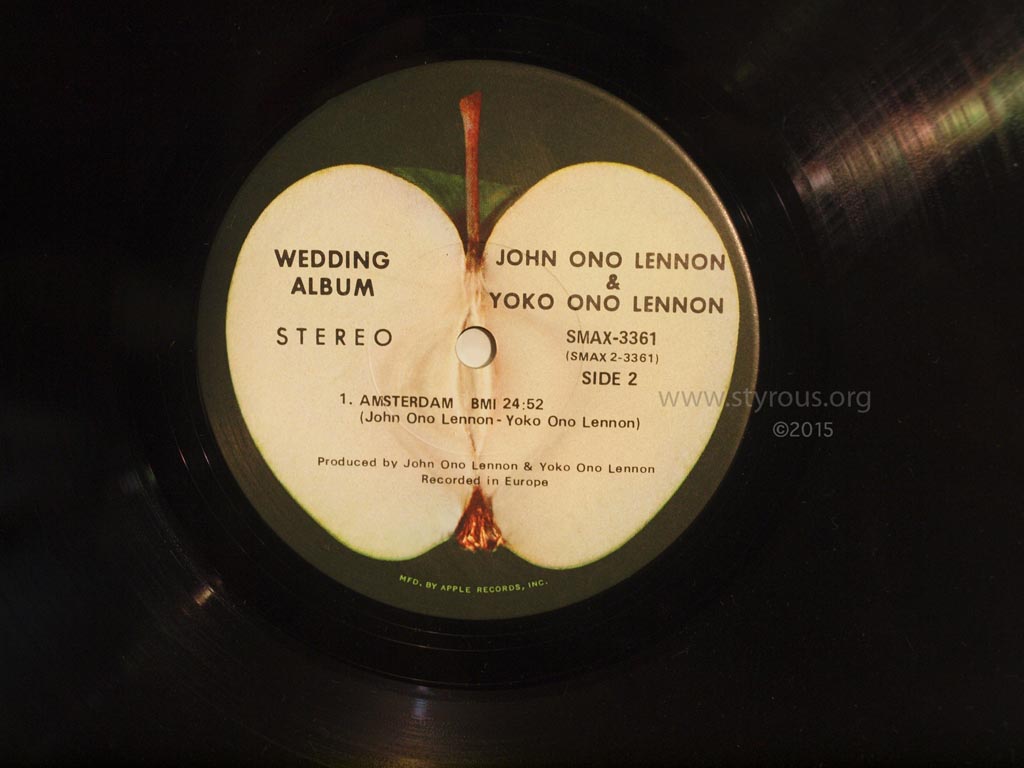 WEDDING
ALBUM
STEREO
JOHN ONO LENNON
&
YOKO ONO LENNON
SMAX-3361
(SMAX 2-3361)
SIDE 2
1. AMSTERDAM BMI 24:52
(John Ono Lennon - Yoko Ono Lennon)
Produced by John Ono Lennon & Yoko Ono Lennon
Recorded in Europe
MFD. BY APPLE RECORDS, INC.
www.styrous.org
©2015